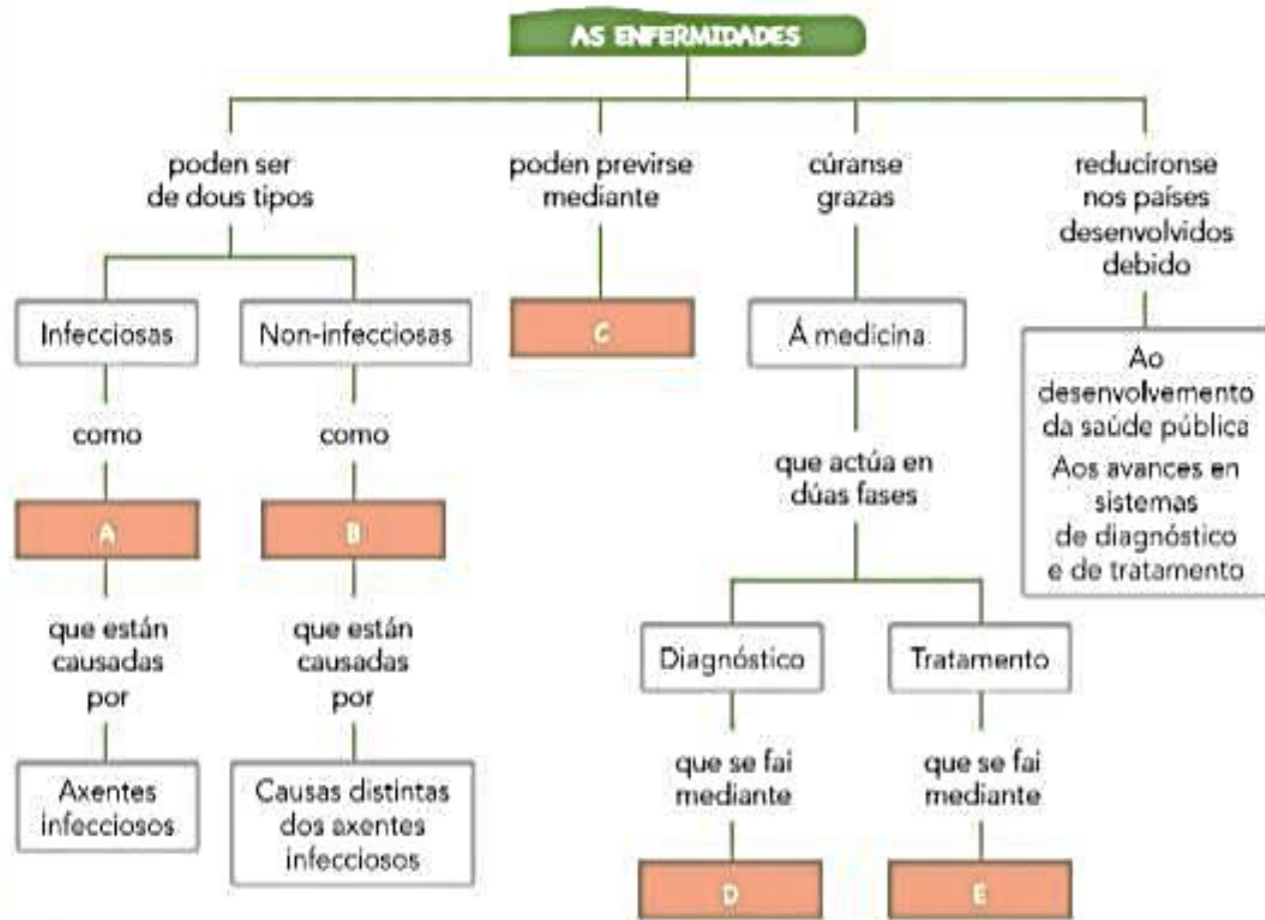 AS ENFERMIDADES
poden ser
de dous tipos
poden previrse
mediante
cúranse
grazas
reducíronse
nos países
desenvolvidos
debido
Infecciosas
Non-infecciosas
C
Á medicina
Ao
desenvolvemento
da saúde pública
Aos avances en
sistemas
de diagnóstico
e de tratamento
como
como
que actúa en
dúas fases
A
B
que están
causadas
por
que están
causadas
por
Diagnóstico
Tratamento
Axentes
infecciosos
Causas distintas
dos axentes
infecciosos
que se fai
mediante
que se fai
mediante
D
E